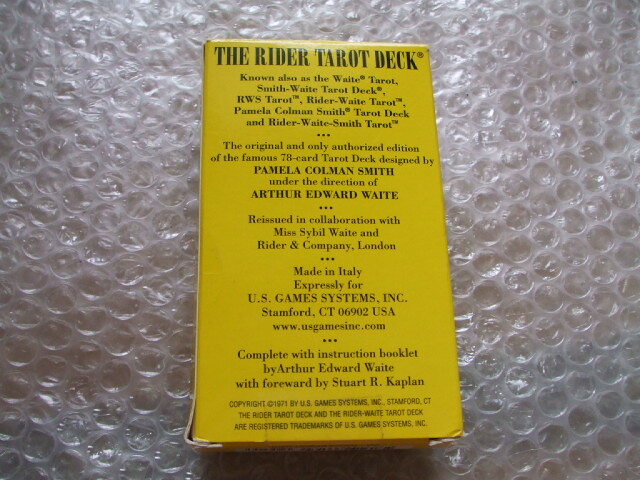 THE RIDER TAROT DECK®
Known also as the Waite® Tarot,
Smith-Waite Tarot Deck®,
RWS Tarot™, Rider-Waite Tarot™,
Pamela Colman Smith® Tarot Deck
and Rider-Waite-Smith Tarot™
•••
The original and only authorized edition
of the famous 78-card Tarot Deck designed by
PAMELA COLMAN SMITH
under the direction of
ARTHUR EDWARD WAITE
•••
Reissued in collaboration with
Miss Sybil Waite and
Rider & Company, London
•••
Made in Italy
Expressly for
U.S. GAMES SYSTEMS, INC.
Stamford, CT 06902 USA
www.usgamesinc.com
•••
Complete with instruction booklet
byArthur Edward Waite
with foreward by Stuart R. Kaplan
COPYRIGHT ©1971 BY U.S. GAMES SYSTEMS, INC., STAMFORD, CT
THE RIDER TAROT DECK AND THE RIDER-WAITE TAROT DECK
ARE REGISTERED TRADEMARKS OF U.S. GAMES SYSTEMS, INC.